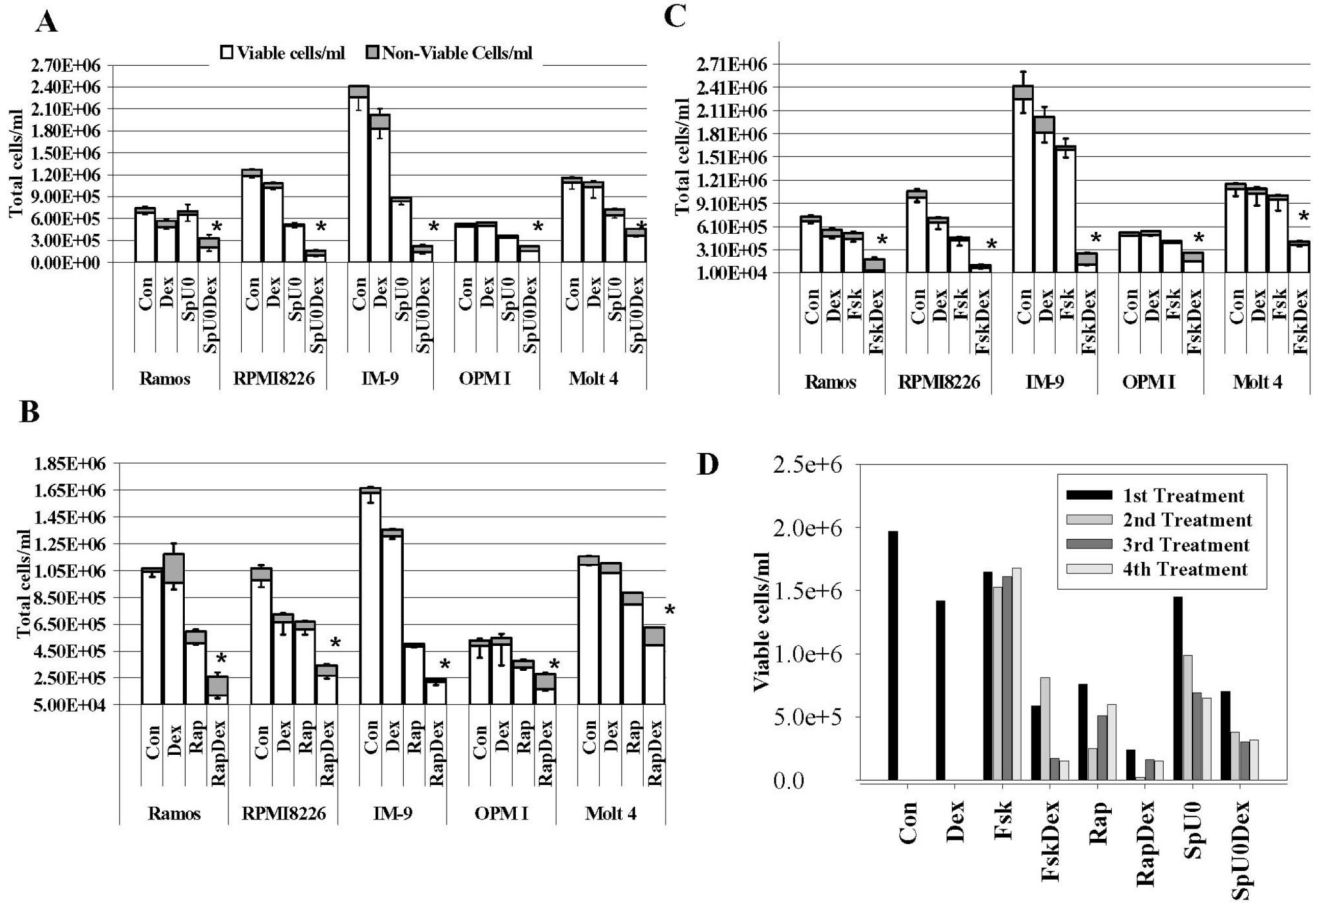 A
Viable cells/ml Non-Viable Cells/ml
Total cells/ml
2.70E+06
2.40E+06
2.10E+06
1.80E+06
1.50E+06
1.20E+06
9.00E+05
6.00E+05
3.00E+05
0.00E+00
* * * * *
Con Dex SpU0 SpU0Dex Con Dex SpU0 SpU0Dex Con Dex SpU0 SpU0Dex Con Dex SpU0 SpU0Dex Con Dex SpU0 SpU0Dex
Ramos RPMI8226 IM-9 OPM I Molt 4
B
Total cells/ml
1.85E+06
1.65E+06
1.45E+06
1.25E+06
1.05E+06
8.50E+05
6.50E+05
4.50E+05
2.50E+05
5.00E+04
* * * * *
Con Dex Rap RapDex Con Dex Rap RapDex Con Dex Rap RapDex Con Dex Rap RapDex Con Dex Rap RapDex
Ramos RPMI8226 IM-9 OPM I Molt 4
C
Total cells/ml
2.71E+06
2.41E+06
2.11E+06
1.81E+06
1.51E+06
1.21E+06
9.10E+05
6.10E+05
3.10E+05
1.00E+04
* * * * *
Con Dex Fsk FskDex Con Dex Fsk FskDex Con Dex Fsk FskDex Con Dex Fsk FskDex Con Dex Fsk FskDex
Ramos RPMI8226 IM-9 OPM I Molt 4
D
Viable cells/ml
2.5e+6
2.0e+6
1.5e+6
1.0e+6
5.0e+5
0.0
1st Treatment
2nd Treatment
3rd Treatment
4th Treatment
Con Dex Fsk FskDex Rap RapDex SpU0 SpU0Dex